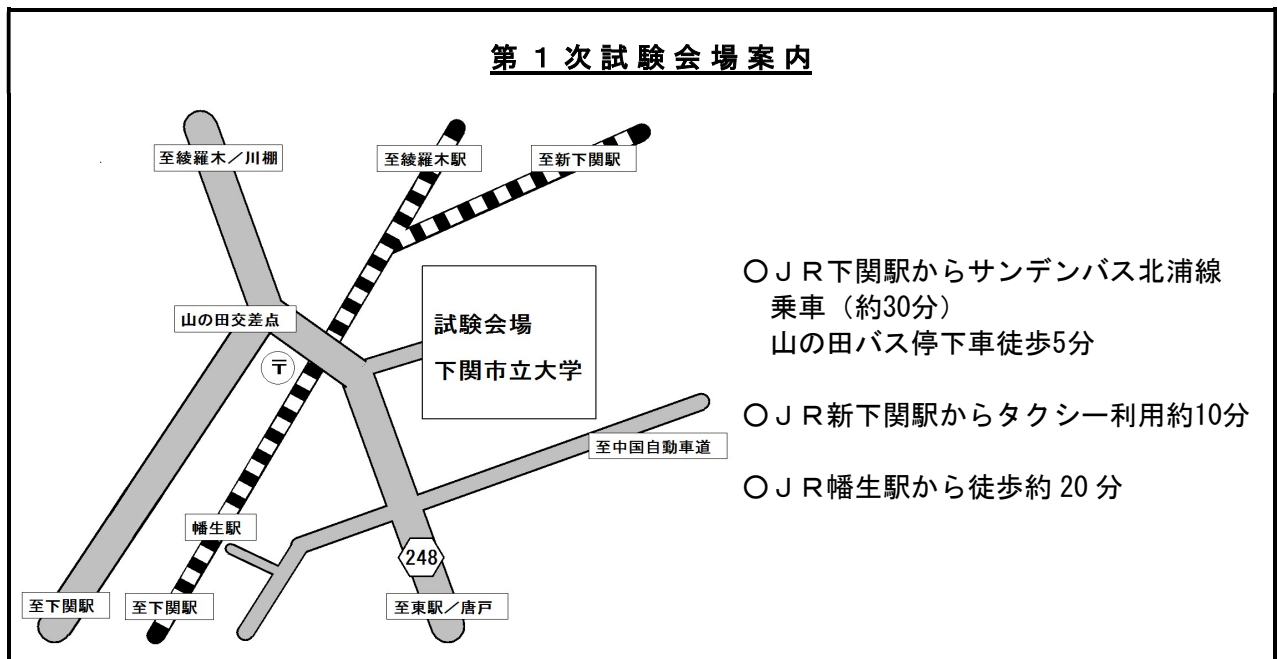 第１次試験会場案内
至綾羅木／川棚
至綾羅木駅
至新下関駅
山の田交差点
〒
試験会場
下関市立大学
至中国自動車道
幡生駅
248
至下関駅
至下関駅
至東駅／唐戸
〇ＪＲ下関駅からサンデンバス北浦線
乗車（約30分）
山の田バス停下車徒歩5分
〇ＪＲ新下関駅からタクシー利用約10分
〇ＪＲ幡生駅から徒歩約 20 分